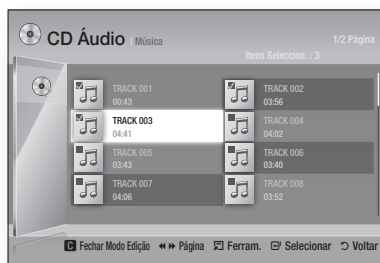 CD Áudio | Música
1/2 Página
Itens Seleccion. : 3
TRACK 001
00:43
TRACK 002
03:56
TRACK 003
04:41
TRACK 004
04:02
TRACK 005
03:43
TRACK 006
03:40
TRACK 007
04:06
TRACK 008
03:52
C Fechar Modo Edição Página Ferram. Selecionar Voltar